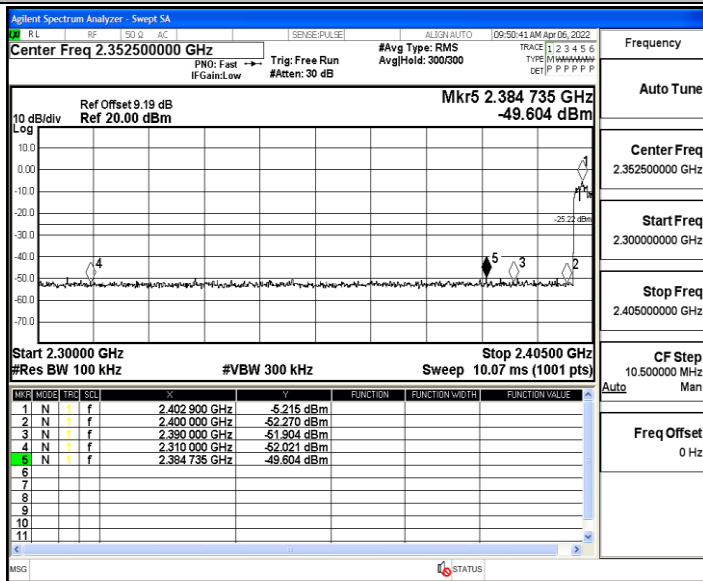 Agilent Spectrum Analyzer - Swept SA
RL RF 50 Ω AC SENSE:PULSE ALIGN AUTO 09:50:41 AM Apr 06, 2022
Center Freq 2.352500000 GHz
PNO: Fast
IFGain:Low
Trig: Free Run
#Atten: 30 dB
#Avg Type: RMS
Avg|Hold: 300/300
TRACE 1 2 3 4 5 6
TYPE M WWWWW
DET P P P P P P
Ref Offset 9.19 dB
Ref 20.00 dBm
10 dB/div
Log
Mkr5 2.384 735 GHz
-49.604 dBm
10.0
0.00
-10.0
-20.0
-30.0
-40.0
-50.0
-60.0
-70.0
1
-25.22 dBm
4
5
3
2
Start 2.30000 GHz
Stop 2.40500 GHz
#Res BW 100 kHz
#VBW 300 kHz
Sweep 10.07 ms (1001 pts)
MKR MODE TRC SCL X Y FUNCTION FUNCTION WIDTH FUNCTION VALUE
1 N 1 f 2.402 900 GHz -5.215 dBm
2 N 1 f 2.400 000 GHz -52.270 dBm
3 N 1 f 2.390 000 GHz -51.904 dBm
4 N 1 f 2.310 000 GHz -52.021 dBm
5 N 1 f 2.384 735 GHz -49.604 dBm
6
7
8
9
10
11
MSG
STATUS
Frequency
Auto Tune
Center Freq
2.352500000 GHz
Start Freq
2.300000000 GHz
Stop Freq
2.405000000 GHz
CF Step
10.500000 MHz
Auto Man
Freq Offset
0 Hz